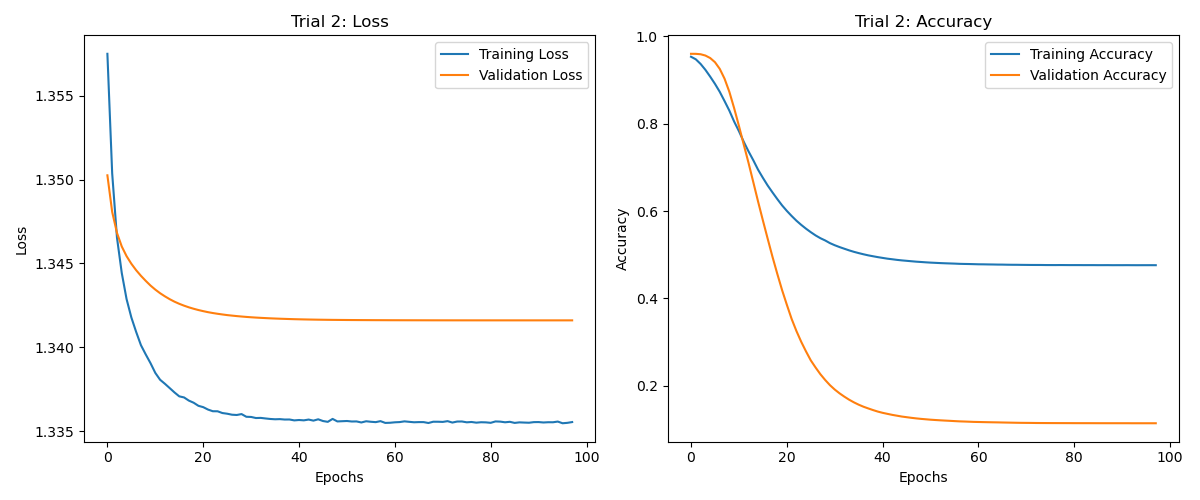 Trial 2: Loss
Training Loss
Validation Loss
1.355
1.350
1.345
1.340
1.335
Loss
0 20 40 60 80 100
Epochs
Trial 2: Accuracy
Training Accuracy
Validation Accuracy
1.0
0.8
0.6
0.4
0.2
Accuracy
0 20 40 60 80 100
Epochs